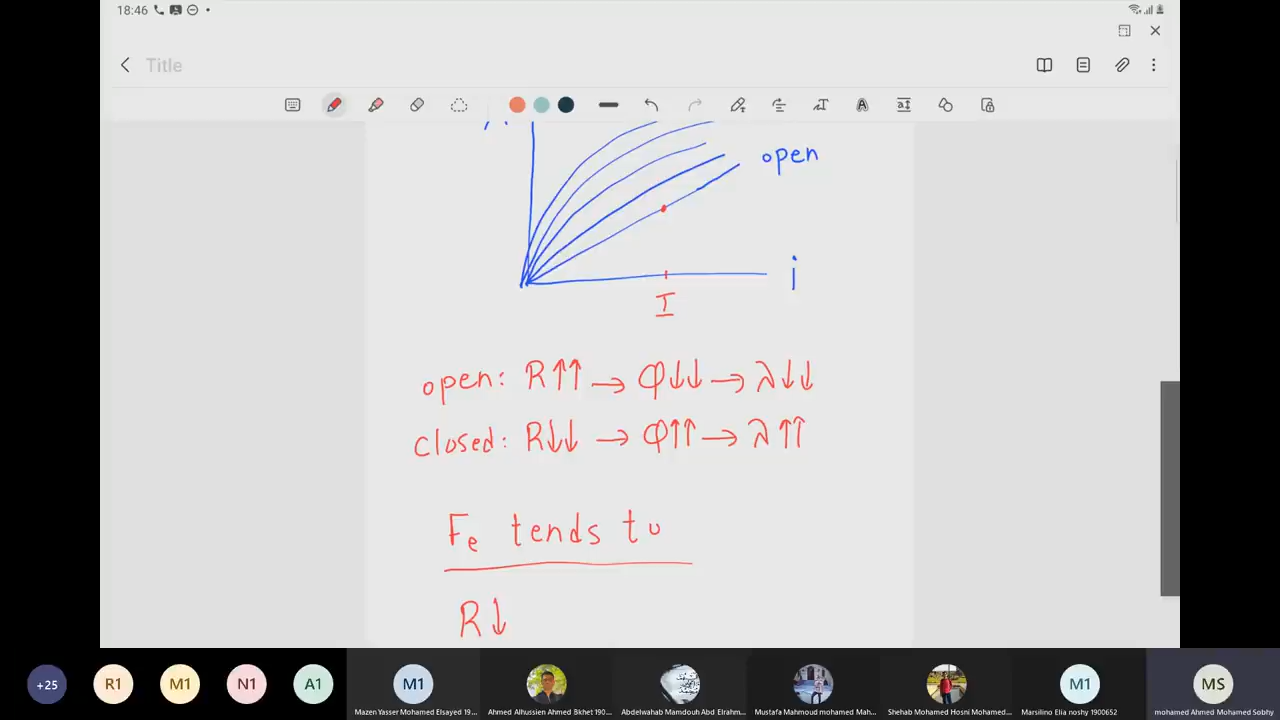 18:46
Title
λ
open
i
I
open: R↑↑ → φ↓↓ → λ↓↓
closed: R↓↓ → φ↑↑ → λ↑↑
Fe tends to
R↓
+25 R1 M1 N1 A1 M1 M1 MS
Mazen Yasser Mohamed Elsayed 19... Ahmed Alhussien Ahmed Bkhet 190... Abdelwahab Mamdouh Abd Elrahm... Mustafa Mahmoud mohamed Mah... Shehab Mohamed Hosni Mohamed... Marsilino Elia noshy 1900652 mohamed Ahmed Mohamed Sobhy